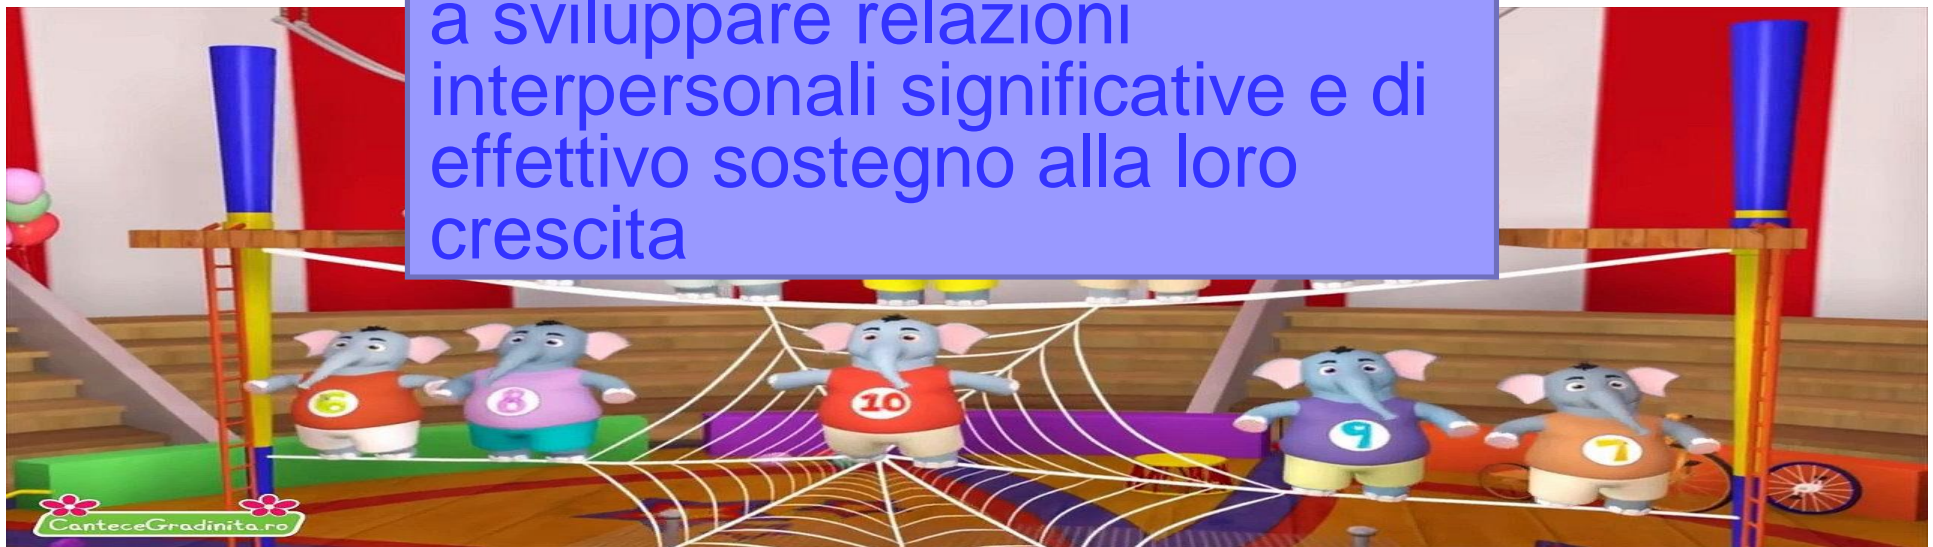 a sviluppare relazioni
interpersonali significative e di
effettivo sostegno alla loro
crescita
6
8
10
9
7
CanteceGradinita.ro